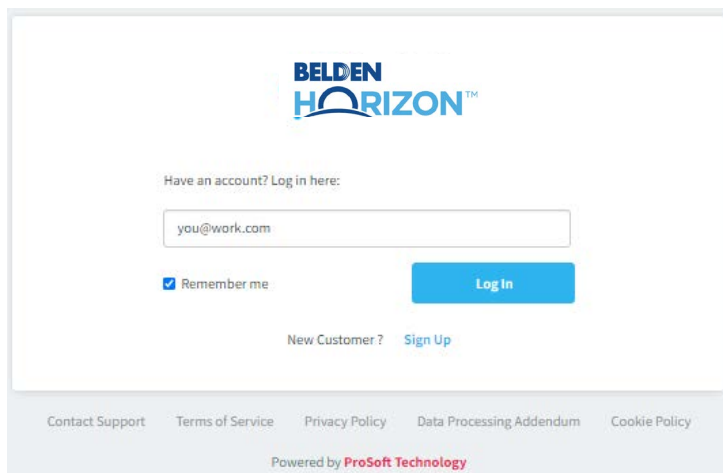 BELDEN
HORIZON™
Have an account? Log in here:
you@work.com
Remember me
Log In
New Customer ? Sign Up
Contact Support Terms of Service Privacy Policy Data Processing Addendum Cookie Policy
Powered by ProSoft Technology